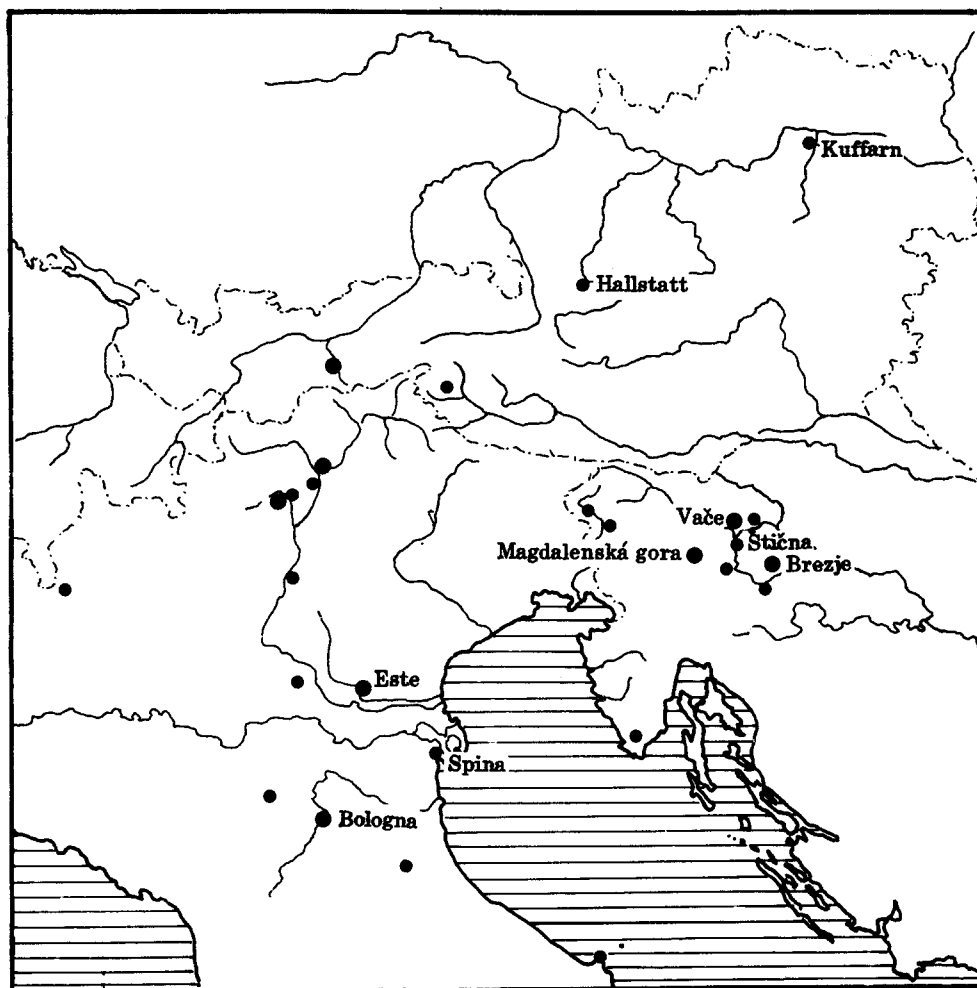 Kuffarn
Hallstatt
Vače
Stična.
Magdalenská gora
Brezje
Este
Spina
Bologna